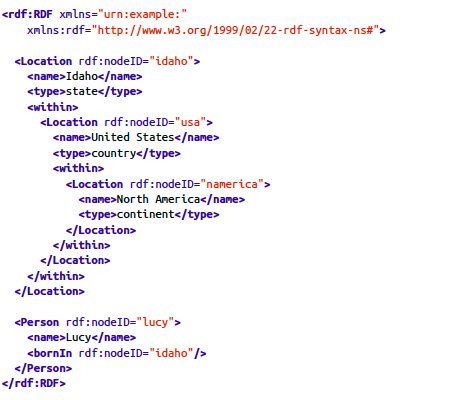 <rdf:RDF xmlns="urn:example:"
    xmlns:rdf="http://www.w3.org/1999/02/22-rdf-syntax-ns#">

  <Location rdf:nodeID="idaho">
    <name>Idaho</name>
    <type>state</type>
    <within>
      <Location rdf:nodeID="usa">
        <name>United States</name>
        <type>country</type>
        <within>
          <Location rdf:nodeID="namerica">
            <name>North America</name>
            <type>continent</type>
          </Location>
        </within>
      </Location>
    </within>
  </Location>

  <Person rdf:nodeID="lucy">
    <name>Lucy</name>
    <bornIn rdf:nodeID="idaho"/>
  </Person>
</rdf:RDF>